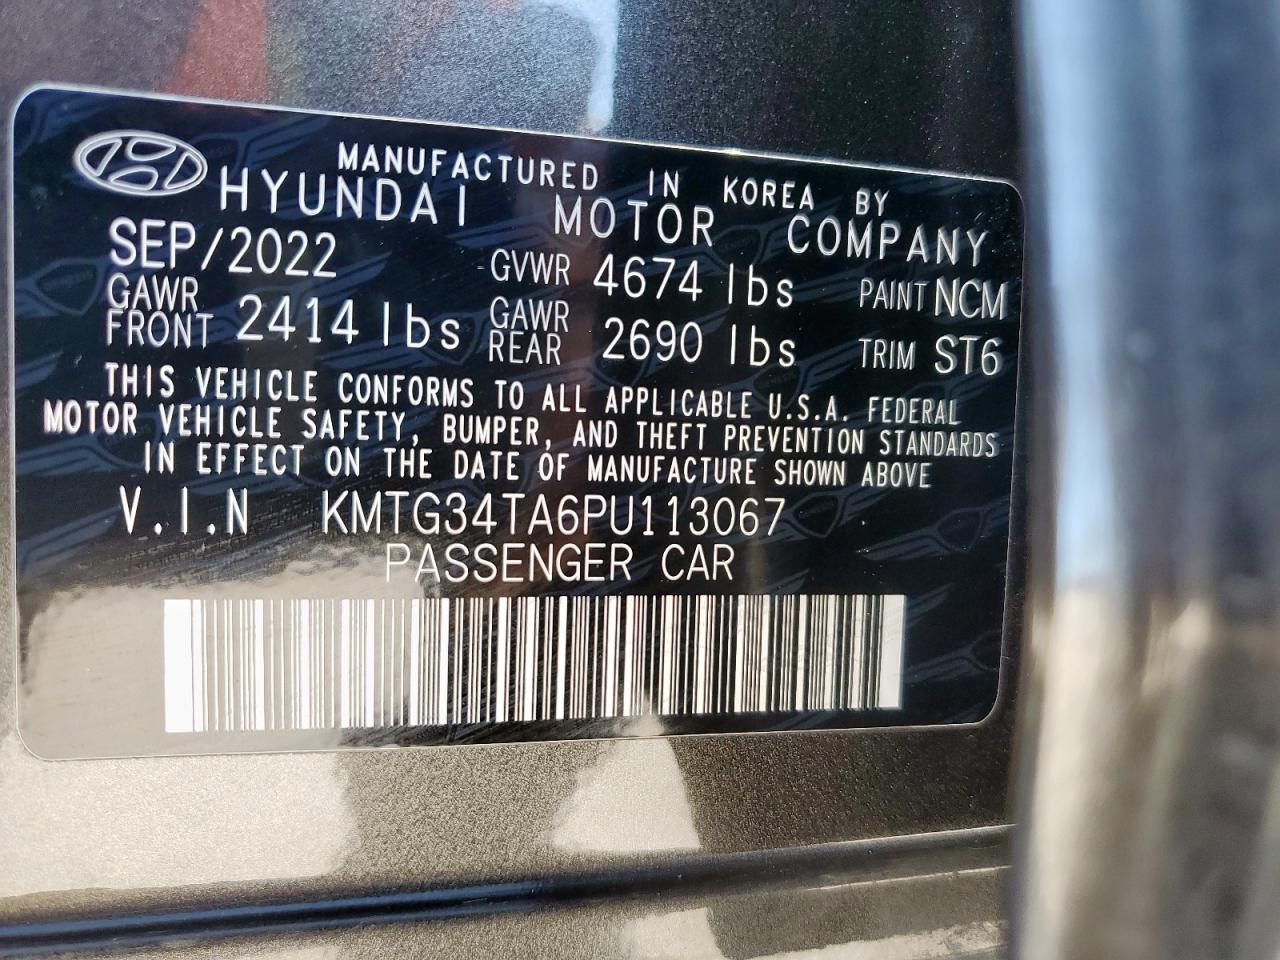 MANUFACTURED IN KOREA BY
HYUNDAI MOTOR COMPANY
SEP/2022 GVWR 4674 lbs PAINT NCM
GAWR FRONT 2414 lbs GAWR REAR 2690 lbs TRIM ST6
THIS VEHICLE CONFORMS TO ALL APPLICABLE U.S.A. FEDERAL
MOTOR VEHICLE SAFETY, BUMPER, AND THEFT PREVENTION STANDARDS
IN EFFECT ON THE DATE OF MANUFACTURE SHOWN ABOVE
V.I.N KMTG34TA6PU113067
PASSENGER CAR